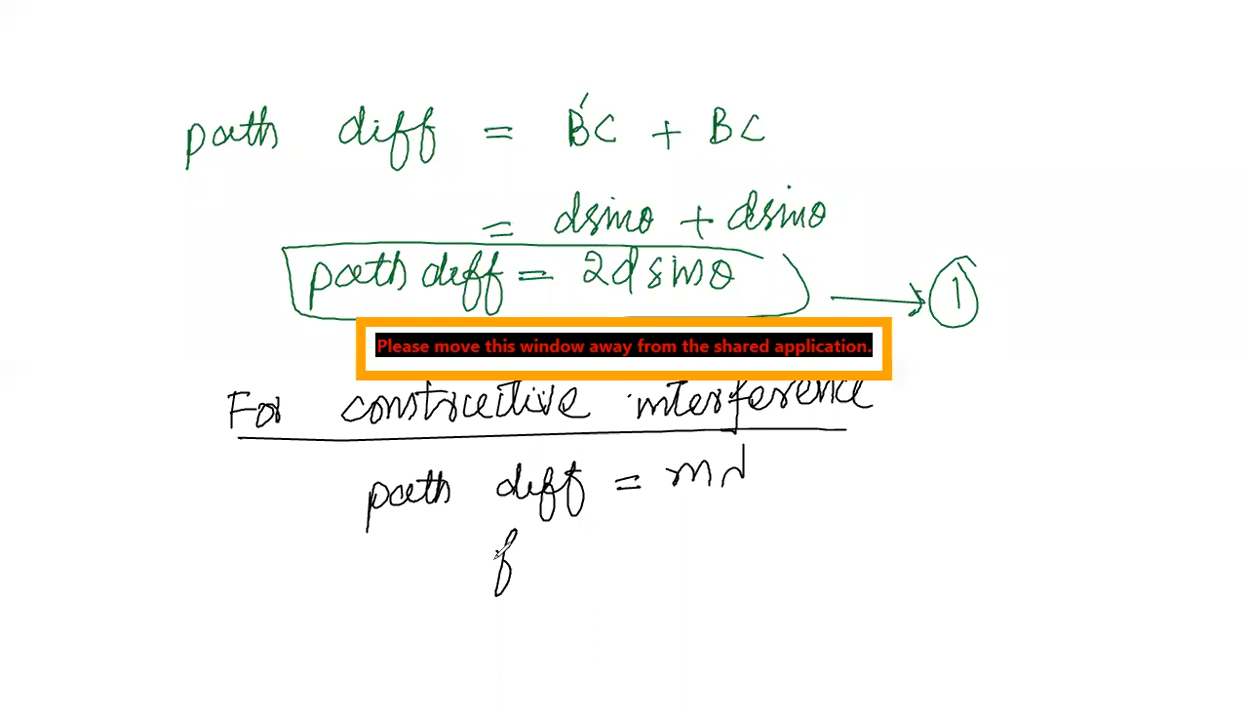 path diff = B'C + BC
= dsinθ + dsinθ
path diff = 2dsinθ → 1
Please move this window away from the shared application.
For constructive interference
path diff = nλ
f